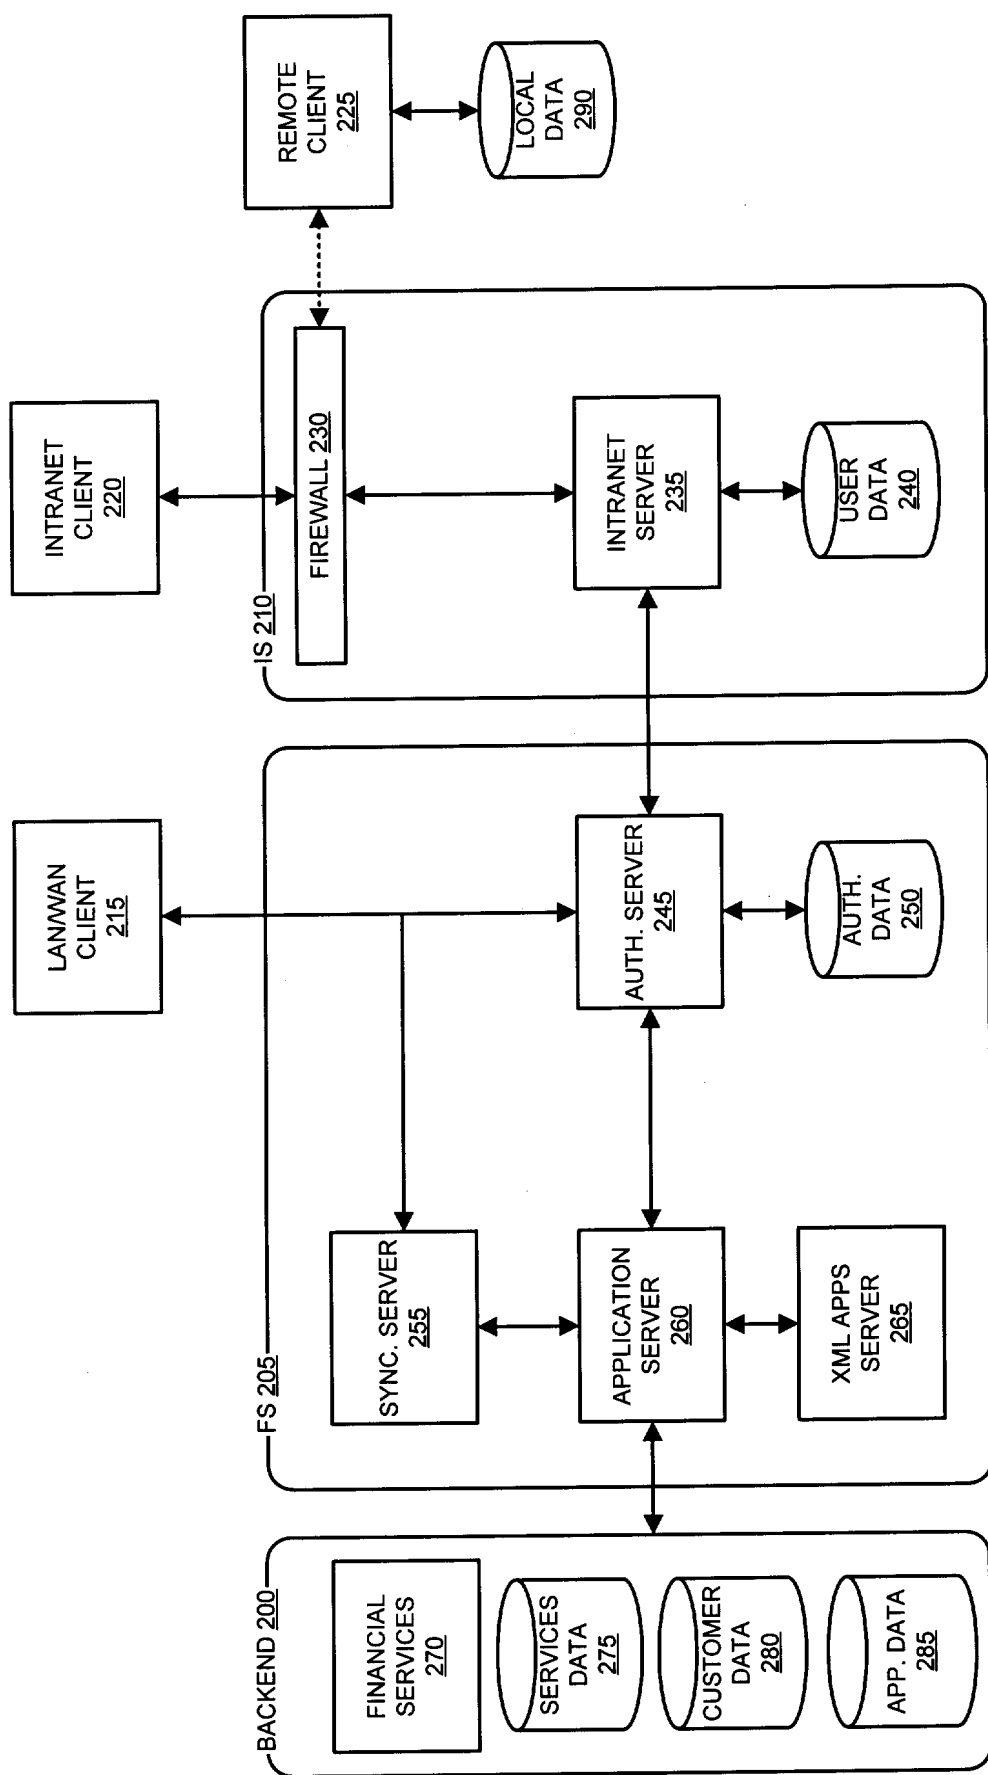 BACKEND 200
FINANCIAL
SERVICES
270
SERVICES
DATA
275
CUSTOMER
DATA
280
APP. DATA
285
FS 205
SYNC. SERVER
255
APPLICATION
SERVER
260
XML APPS
SERVER
265
LAN/WAN
CLIENT
215
AUTH. SERVER
245
AUTH.
DATA
250
IS 210
INTRANET
CLIENT
220
FIREWALL 230
INTRANET
SERVER
235
USER
DATA
240
REMOTE
CLIENT
225
LOCAL
DATA
290